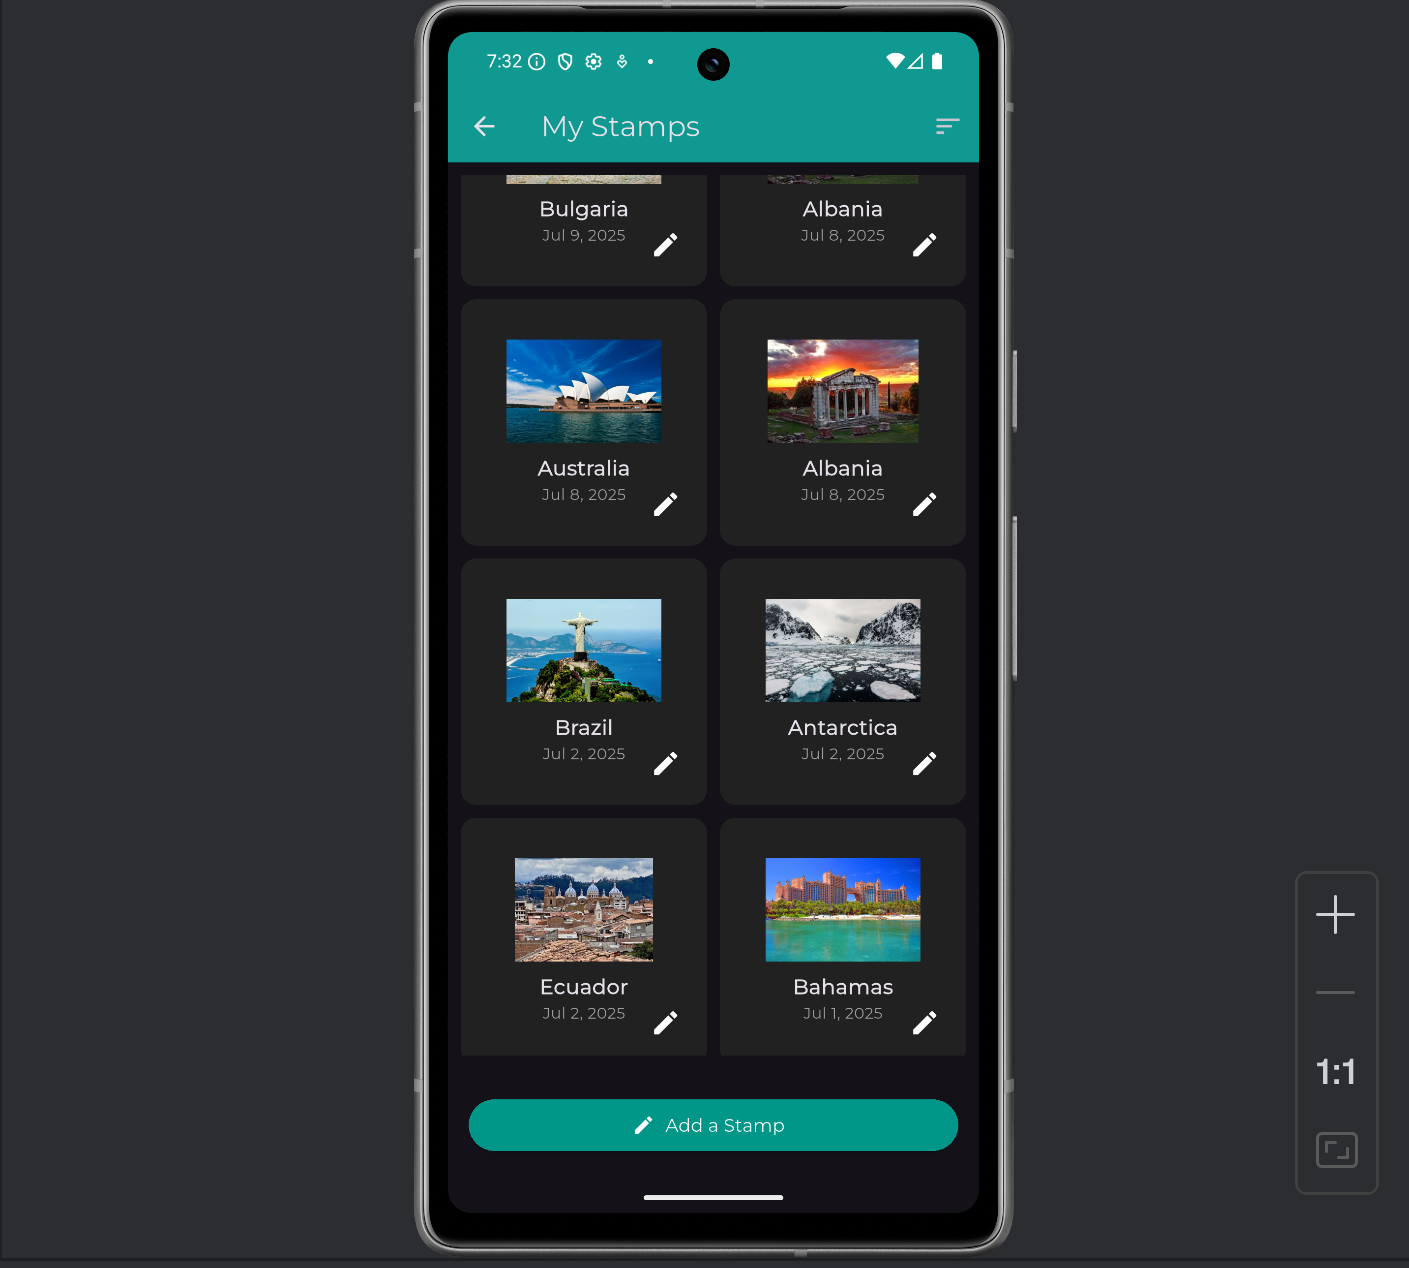 7:32
My Stamps
Bulgaria
Jul 9, 2025
Albania
Jul 8, 2025
Australia
Jul 8, 2025
Albania
Jul 8, 2025
Brazil
Jul 2, 2025
Antarctica
Jul 2, 2025
Ecuador
Jul 2, 2025
Bahamas
Jul 1, 2025
Add a Stamp
1:1